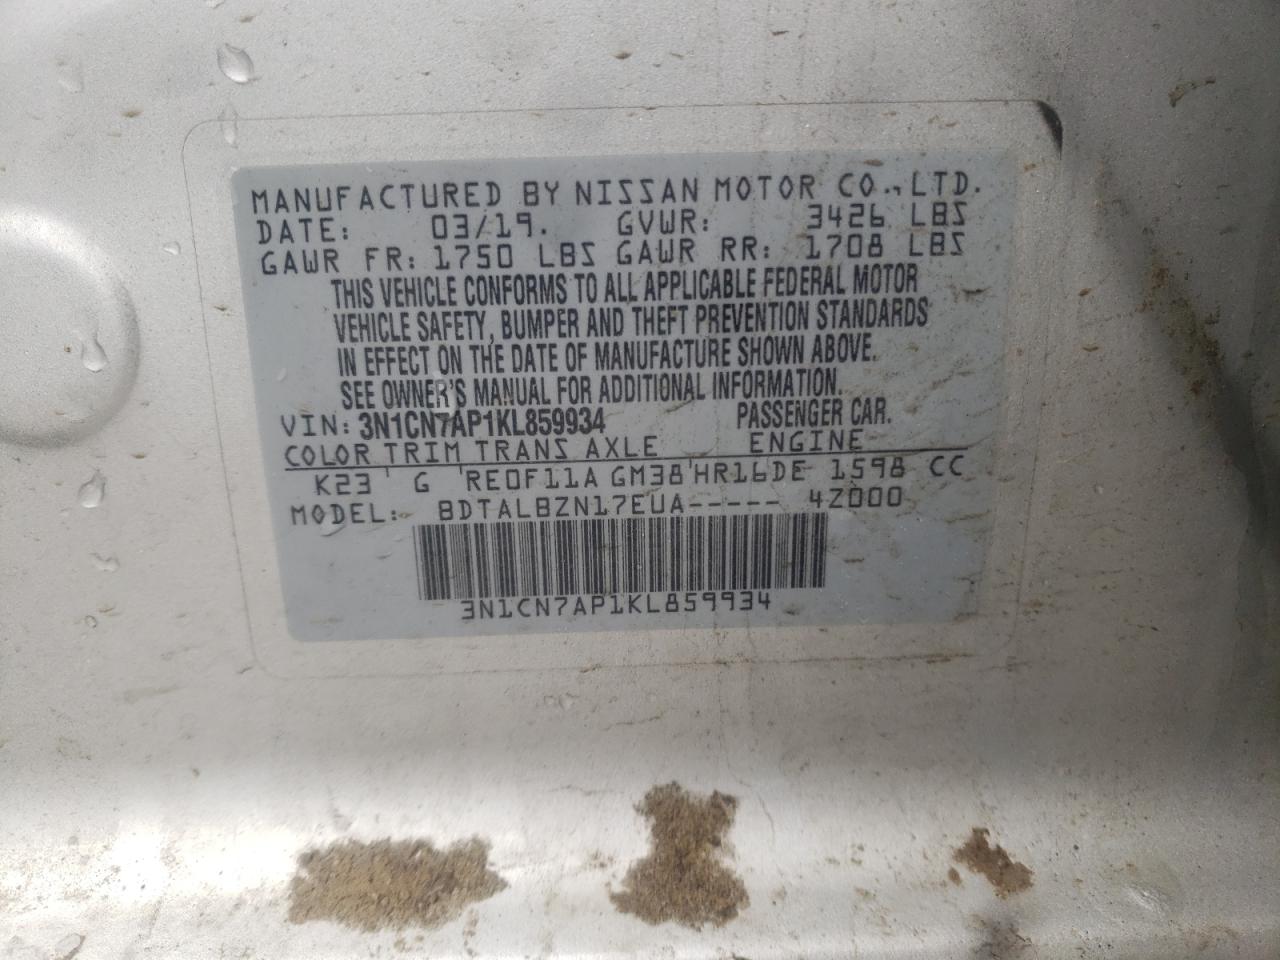 MANUFACTURED BY NISSAN MOTOR CO., LTD.
DATE: 03/19. GVWR: 3426 LBS
GAWR FR: 1750 LBS GAWR RR: 1708 LBS
THIS VEHICLE CONFORMS TO ALL APPLICABLE FEDERAL MOTOR
VEHICLE SAFETY, BUMPER AND THEFT PREVENTION STANDARDS
IN EFFECT ON THE DATE OF MANUFACTURE SHOWN ABOVE.
SEE OWNER'S MANUAL FOR ADDITIONAL INFORMATION.
VIN: 3N1CN7AP1KL859934 PASSENGER CAR.
COLOR TRIM TRANS AXLE ENGINE
K23 G RE0F11A GM38 HR16DE 1598 CC
MODEL: BDTALBZN17EUA----- 4Z000
3N1CN7AP1KL859934